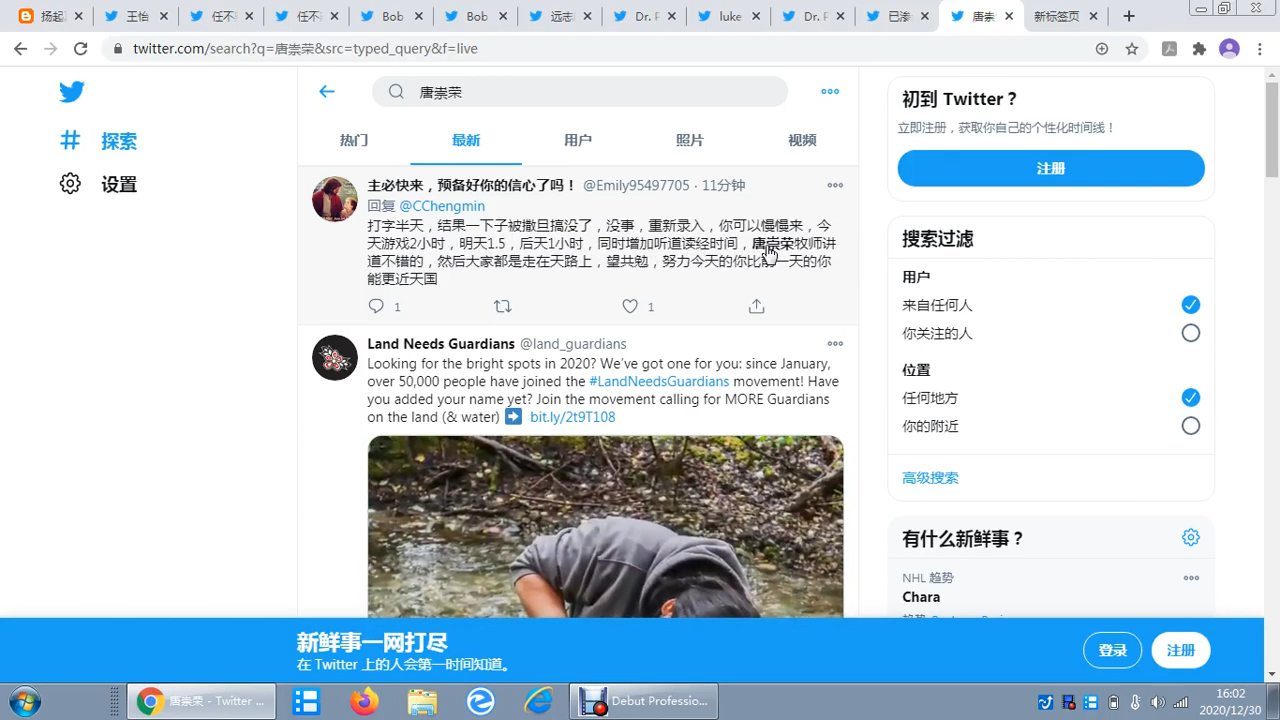 扬起
王怡
任不
任不
Bob
Bob
远志
Dr. F
luke
Dr. F
已渗
唐崇
新标签页
twitter.com/search?q=唐崇荣&src=typed_query&f=live
唐崇荣
探索
设置
热门 最新 用户 照片 视频
主必快来，预备好你的信心了吗！ @Emily95497705 · 11分钟
回复 @CChengmin
打字半天，结果一下子被撒旦搞没了，没事，重新录入，你可以慢慢来，今
天游戏2小时，明天1.5，后天1小时，同时增加听道读经时间，唐崇荣牧师讲
道不错的，然后大家都是走在天路上，望共勉，努力今天的你比前一天的你
能更近天国
1 1
Land Needs Guardians @land_guardians
Looking for the bright spots in 2020? We've got one for you: since January,
over 50,000 people have joined the #LandNeedsGuardians movement! Have
you added your name yet? Join the movement calling for MORE Guardians
on the land (& water) ➡ bit.ly/2t9T108
初到 Twitter？
立即注册，获取你自己的个性化时间线！
注册
搜索过滤
用户
来自任何人
你关注的人
位置
任何地方
你的附近
高级搜索
有什么新鲜事？
NHL 趋势
Chara
新鲜事一网打尽
在 Twitter 上的人会第一时间知道。
登录
注册
唐崇荣 - Twitter ...
Debut Professio...
16:02
2020/12/30